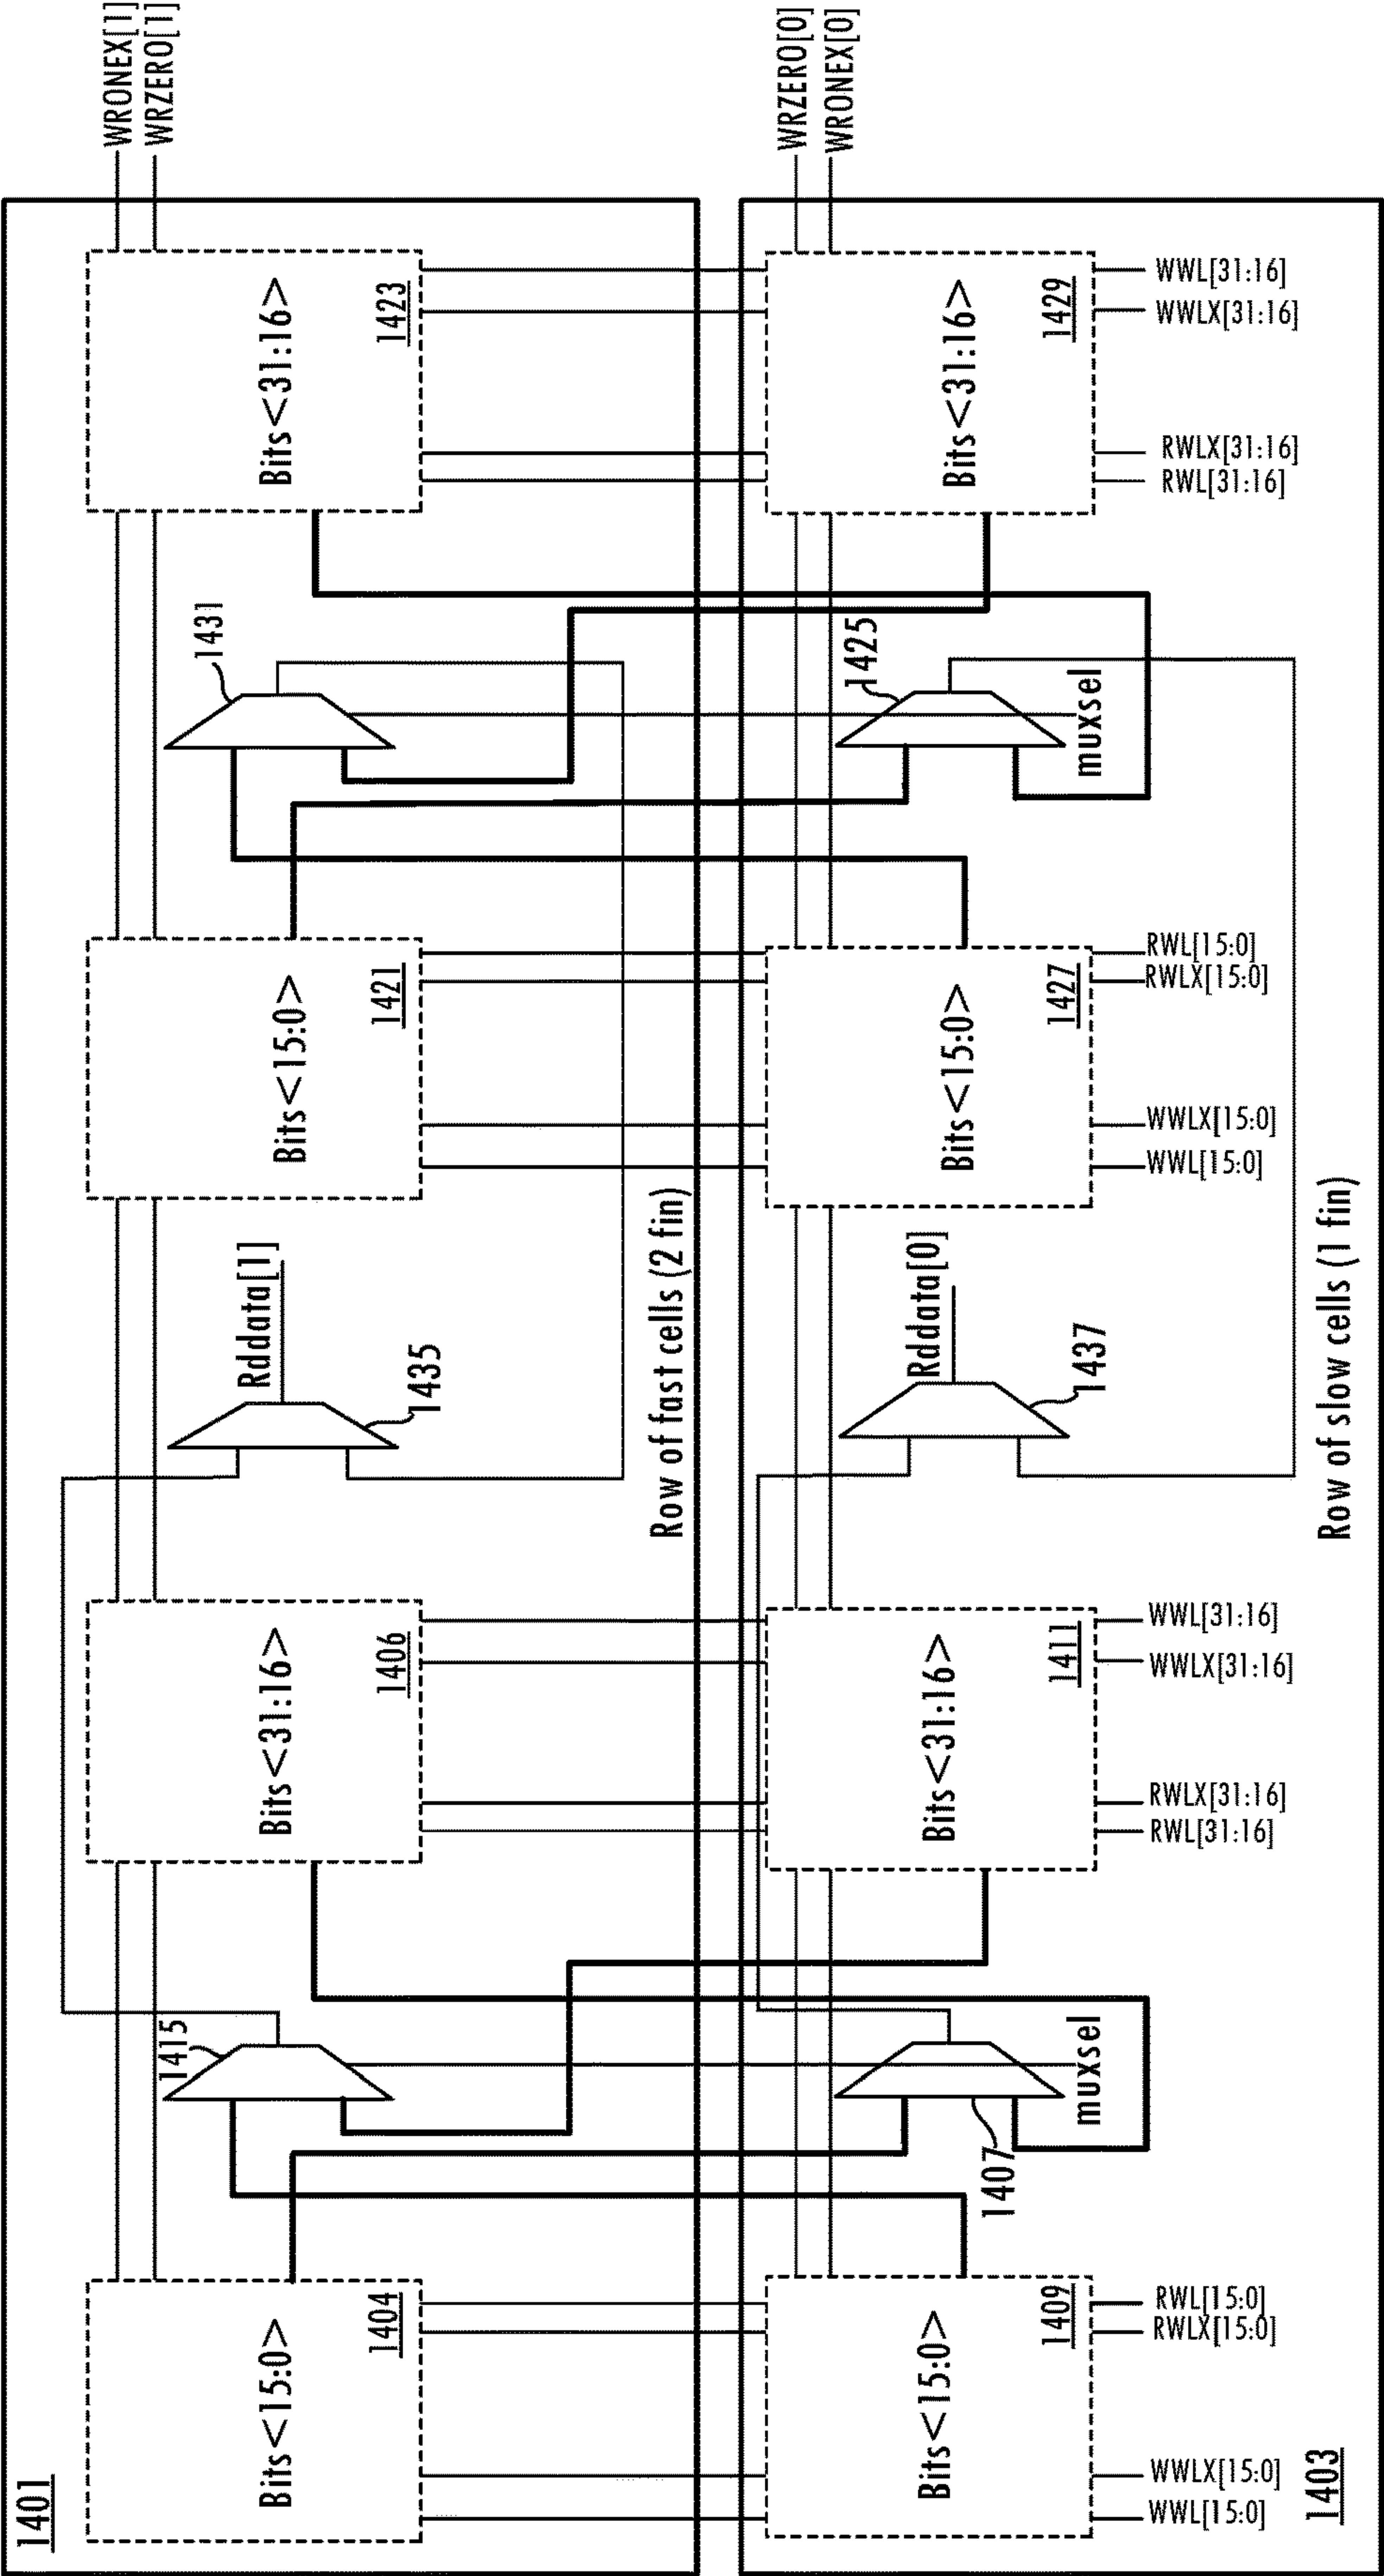 1401
Bits<15:0>
1404
1415
Bits<31:16>
1406
1435
Rddata[1]
Bits<15:0>
1421
1431
Bits<31:16>
1423
WRONEX[1]
WRZERO[1]
Row of fast cells (2 fin)
Bits<15:0>
1409
1407
muxsel
Bits<31:16>
1411
1437
Rddata[0]
Bits<15:0>
1427
1425
muxsel
Bits<31:16>
1429
WRZERO[0]
WRONEX[0]
WWL[15:0]
WWLX[15:0]
RWLX[15:0]
RWL[15:0]
RWL[31:16]
RWLX[31:16]
WWLX[31:16]
WWL[31:16]
WWL[15:0]
WWLX[15:0]
RWLX[15:0]
RWL[15:0]
RWL[31:16]
RWLX[31:16]
WWLX[31:16]
WWL[31:16]
1403
Row of slow cells (1 fin)